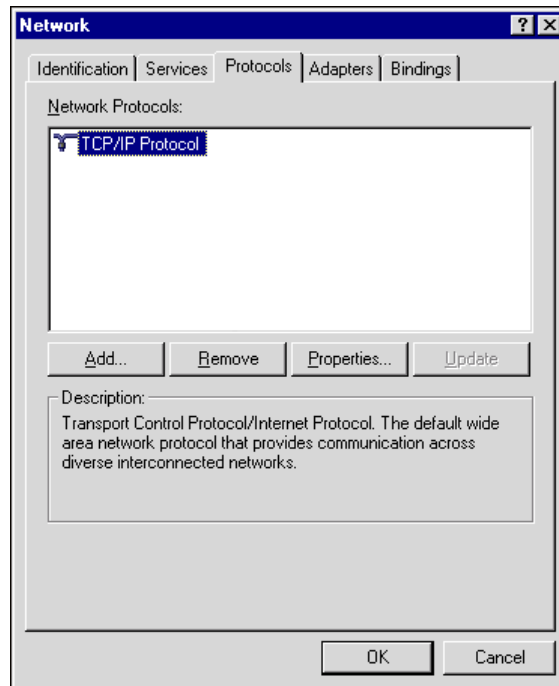 Network
Identification Services Protocols Adapters Bindings
Network Protocols:
TCP/IP Protocol
Add... Remove Properties... Update
Description:
Transport Control Protocol/Internet Protocol. The default wide
area network protocol that provides communication across
diverse interconnected networks.
OK Cancel